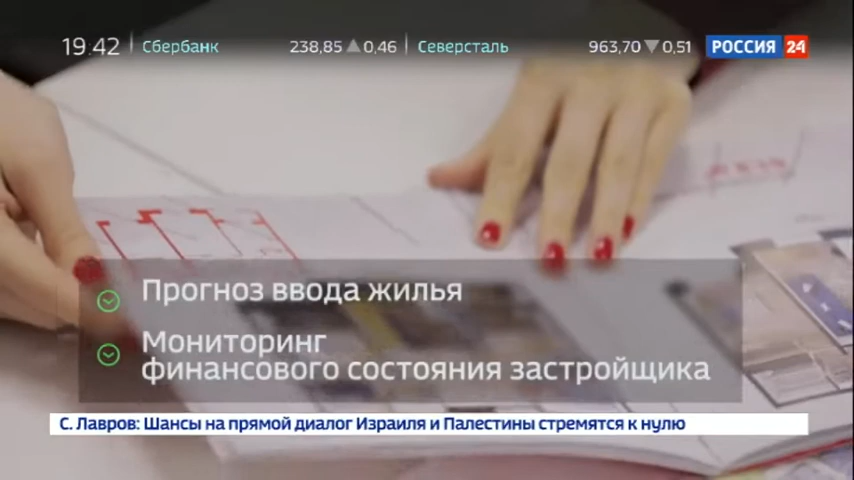 19:42 Сбербанк 238,85 ▲ 0,46 Северсталь 963,70 ▼ 0,51 РОССИЯ 24
Прогноз ввода жилья
Мониторинг
финансового состояния застройщика
С. Лавров: Шансы на прямой диалог Израиля и Палестины стремятся к нулю